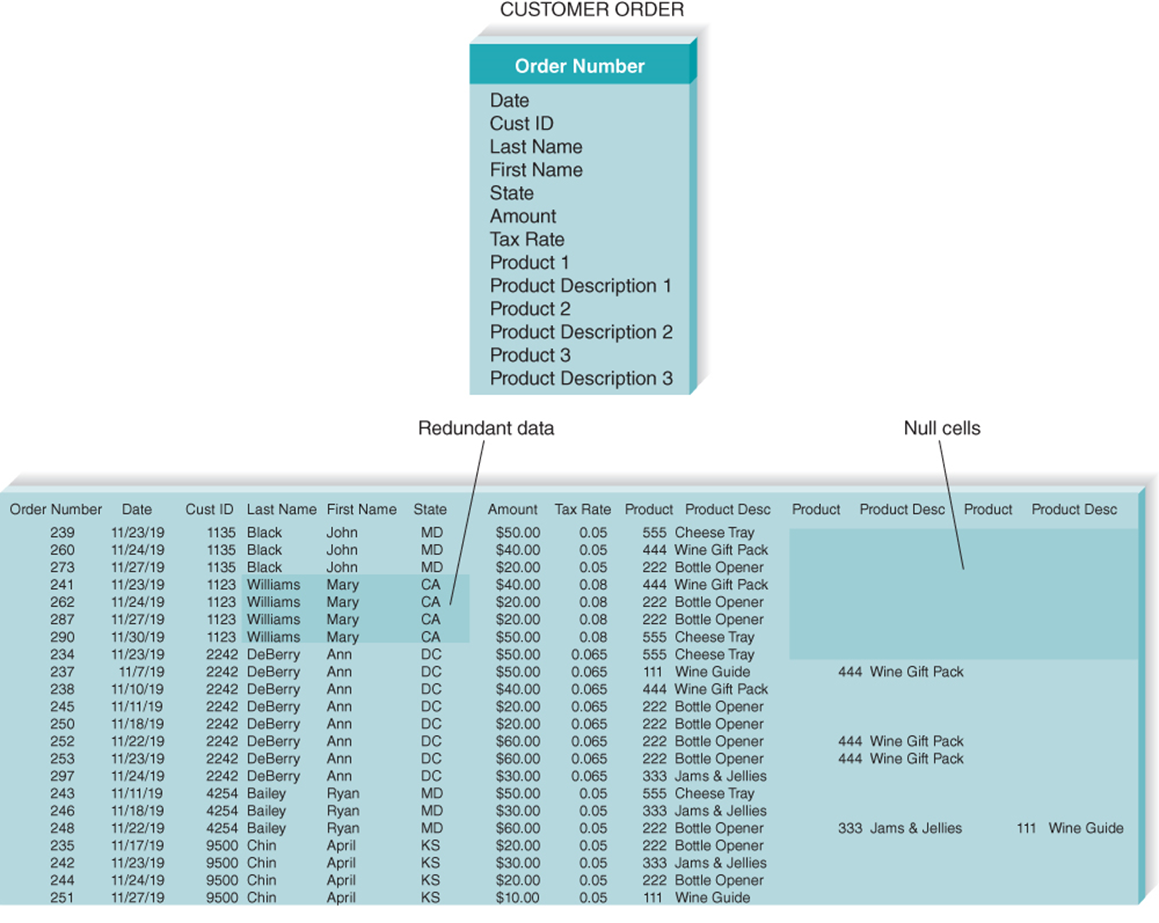 CUSTOMER ORDER
Order Number
Date
Cust ID
Last Name
First Name
State
Amount
Tax Rate
Product 1
Product Description 1
Product 2
Product Description 2
Product 3
Product Description 3
Redundant data Null cells
Order Number Date Cust ID Last Name First Name State Amount Tax Rate Product Product Desc Product Product Desc Product Product Desc
239 11/23/19 1135 Black John MD $50.00 0.05 555 Cheese Tray
260 11/24/19 1135 Black John MD $40.00 0.05 444 Wine Gift Pack
273 11/27/19 1135 Black John MD $20.00 0.05 222 Bottle Opener
241 11/23/19 1123 Williams Mary CA $40.00 0.08 444 Wine Gift Pack
262 11/24/19 1123 Williams Mary CA $20.00 0.08 222 Bottle Opener
287 11/27/19 1123 Williams Mary CA $20.00 0.08 222 Bottle Opener
290 11/30/19 1123 Williams Mary CA $50.00 0.08 555 Cheese Tray
234 11/23/19 2242 DeBerry Ann DC $50.00 0.065 555 Cheese Tray
237 11/7/19 2242 DeBerry Ann DC $50.00 0.065 111 Wine Guide 444 Wine Gift Pack
238 11/10/19 2242 DeBerry Ann DC $40.00 0.065 444 Wine Gift Pack
245 11/11/19 2242 DeBerry Ann DC $20.00 0.065 222 Bottle Opener
250 11/18/19 2242 DeBerry Ann DC $20.00 0.065 222 Bottle Opener
252 11/22/19 2242 DeBerry Ann DC $60.00 0.065 222 Bottle Opener 444 Wine Gift Pack
253 11/23/19 2242 DeBerry Ann DC $60.00 0.065 222 Bottle Opener 444 Wine Gift Pack
297 11/24/19 2242 DeBerry Ann DC $30.00 0.065 333 Jams & Jellies
243 11/11/19 4254 Bailey Ryan MD $50.00 0.05 555 Cheese Tray
246 11/18/19 4254 Bailey Ryan MD $30.00 0.05 333 Jams & Jellies
248 11/22/19 4254 Bailey Ryan MD $60.00 0.05 222 Bottle Opener 333 Jams & Jellies 111 Wine Guide
235 11/17/19 9500 Chin April KS $20.00 0.05 222 Bottle Opener
242 11/23/19 9500 Chin April KS $30.00 0.05 333 Jams & Jellies
244 11/24/19 9500 Chin April KS $20.00 0.05 222 Bottle Opener
251 11/27/19 9500 Chin April KS $10.00 0.05 111 Wine Guide